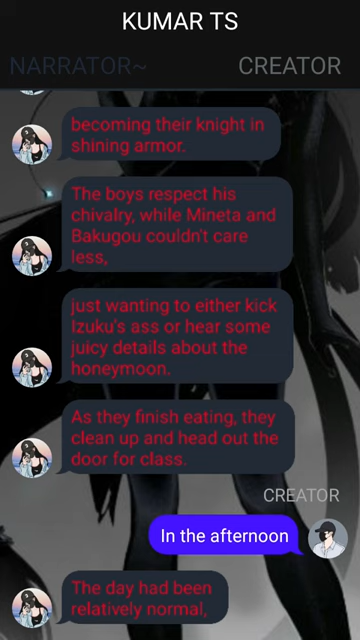 KUMAR TS
NARRATOR~
CREATOR
becoming their knight in
shining armor.
The boys respect his
chivalry, while Mineta and
Bakugou couldn't care
less,
just wanting to either kick
Izuku's ass or hear some
juicy details about the
honeymoon.
As they finish eating, they
clean up and head out the
door for class.
CREATOR
In the afternoon
The day had been
relatively normal,